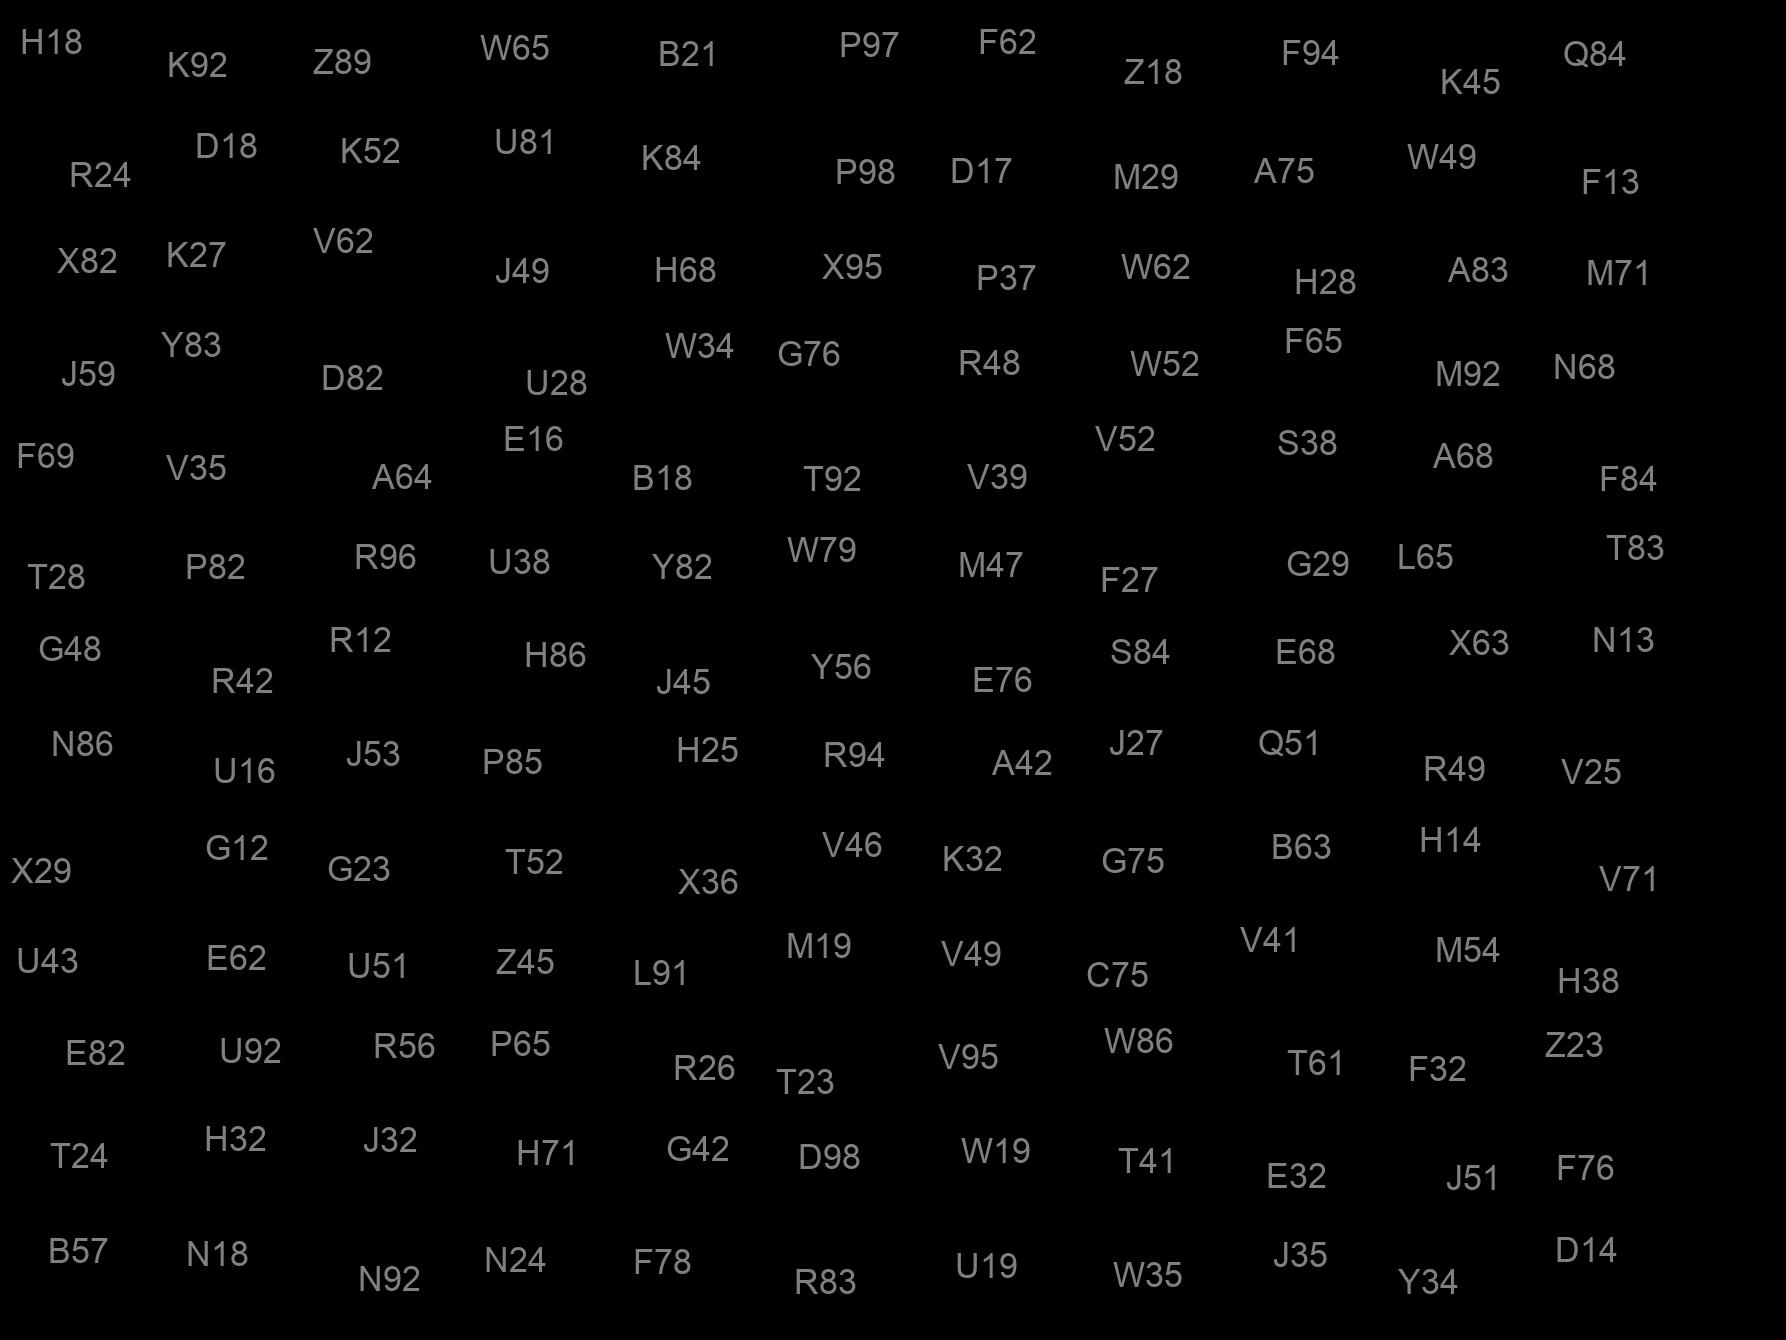 H18 K92 Z89 W65 B21 P97 F62 Z18 F94 K45 Q84
R24 D18 K52 U81 K84 P98 D17 M29 A75 W49 F13
X82 K27 V62 J49 H68 X95 P37 W62 H28 A83 M71
J59 Y83 D82 U28 W34 G76 R48 W52 F65 M92 N68
F69 V35 A64 E16 B18 T92 V39 V52 S38 A68 F84
T28 P82 R96 U38 Y82 W79 M47 F27 G29 L65 T83
G48 R42 R12 H86 J45 Y56 E76 S84 E68 X63 N13
N86 U16 J53 P85 H25 R94 A42 J27 Q51 R49 V25
X29 G12 G23 T52 X36 V46 K32 G75 B63 H14 V71
U43 E62 U51 Z45 L91 M19 V49 C75 V41 M54 H38
E82 U92 R56 P65 R26 T23 V95 W86 T61 F32 Z23
T24 H32 J32 H71 G42 D98 W19 T41 E32 J51 F76
B57 N18 N92 N24 F78 R83 U19 W35 J35 Y34 D14